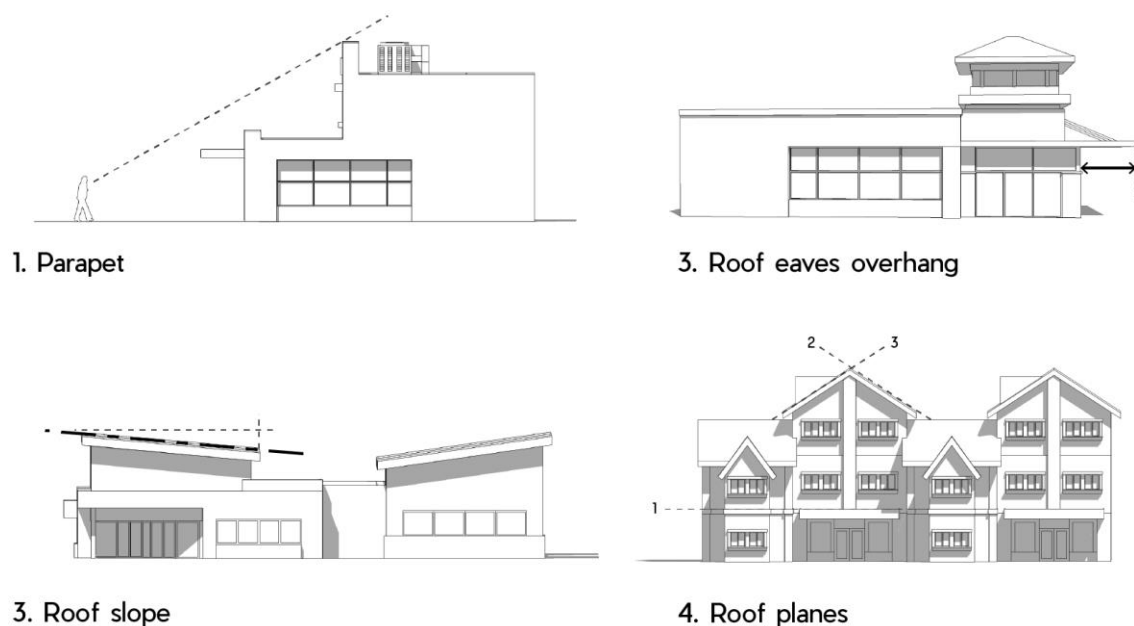 1. Parapet
3. Roof eaves overhang
2
3
1
3. Roof slope
4. Roof planes